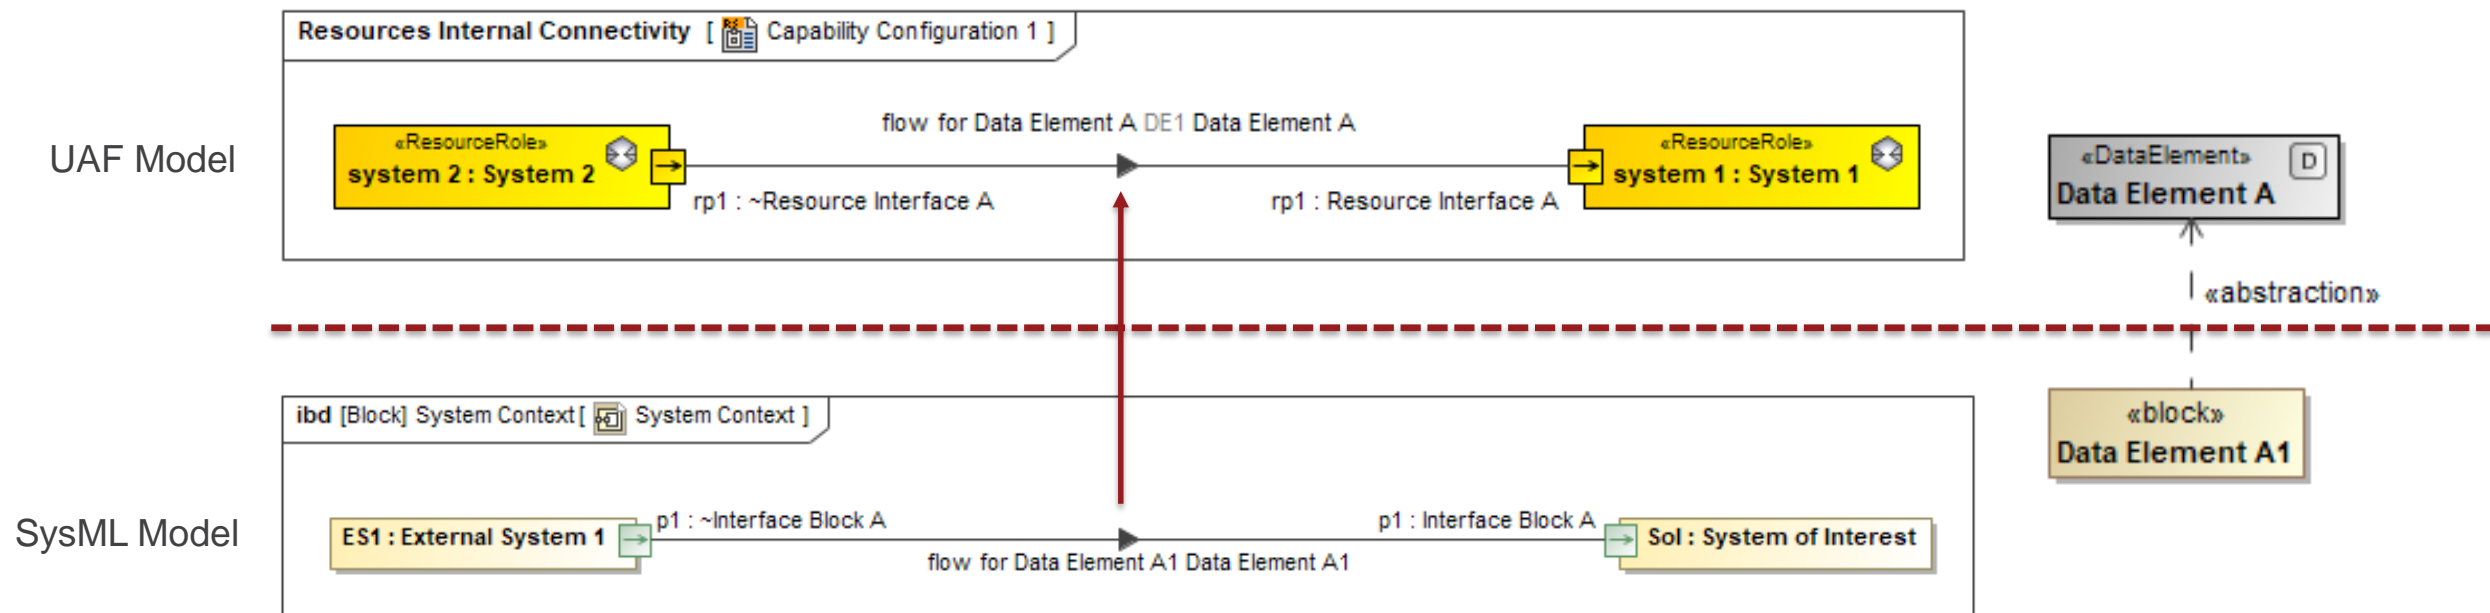 Resources Internal Connectivity [ Capability Configuration 1 ]
UAF Model
«ResourceRole»
system 2 : System 2
flow for Data Element A DE1 Data Element A
rp1 : ~Resource Interface A
rp1 : Resource Interface A
«ResourceRole»
system 1 : System 1
«DataElement»
D
Data Element A
«abstraction»
ibd [Block] System Context [ System Context ]
SysML Model
ES1 : External System 1
p1 : ~Interface Block A
flow for Data Element A1 Data Element A1
p1 : Interface Block A
SoI : System of Interest
«block»
Data Element A1